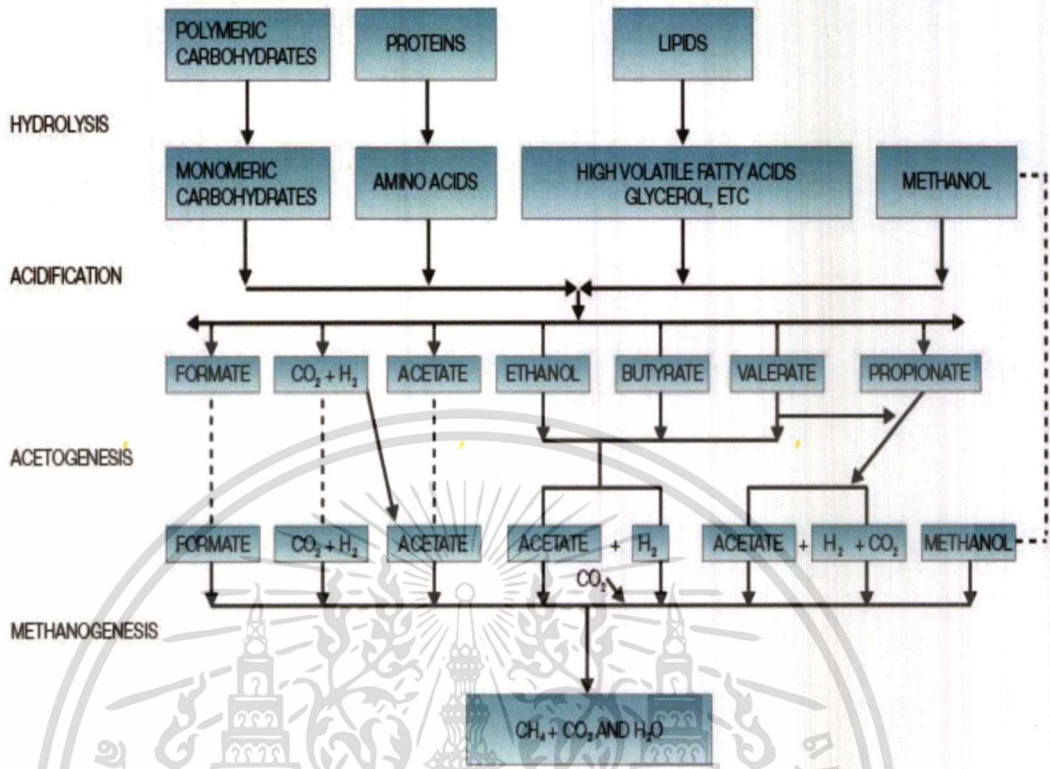 POLYMERIC
CARBOHYDRATES
PROTEINS
LIPIDS
HYDROLYSIS
MONOMERIC
CARBOHYDRATES
AMINO ACIDS
HIGH VOLATILE FATTY ACIDS
GLYCEROL, ETC
METHANOL
ACIDIFICATION
FORMATE
CO₂ + H₂
ACETATE
ETHANOL
BUTYRATE
VALERATE
PROPIONATE
ACETOGENESIS
FORMATE
CO₂ + H₂
ACETATE
ACETATE + H₂
ACETATE + H₂ + CO₂
METHANOL
CO₂
METHANOGENESIS
CH₄ + CO₂ AND H₂O